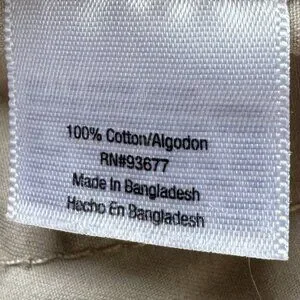 100% Cotton/Algodon
RN#93677
Made In Bangladesh
Hecho En Bangladesh